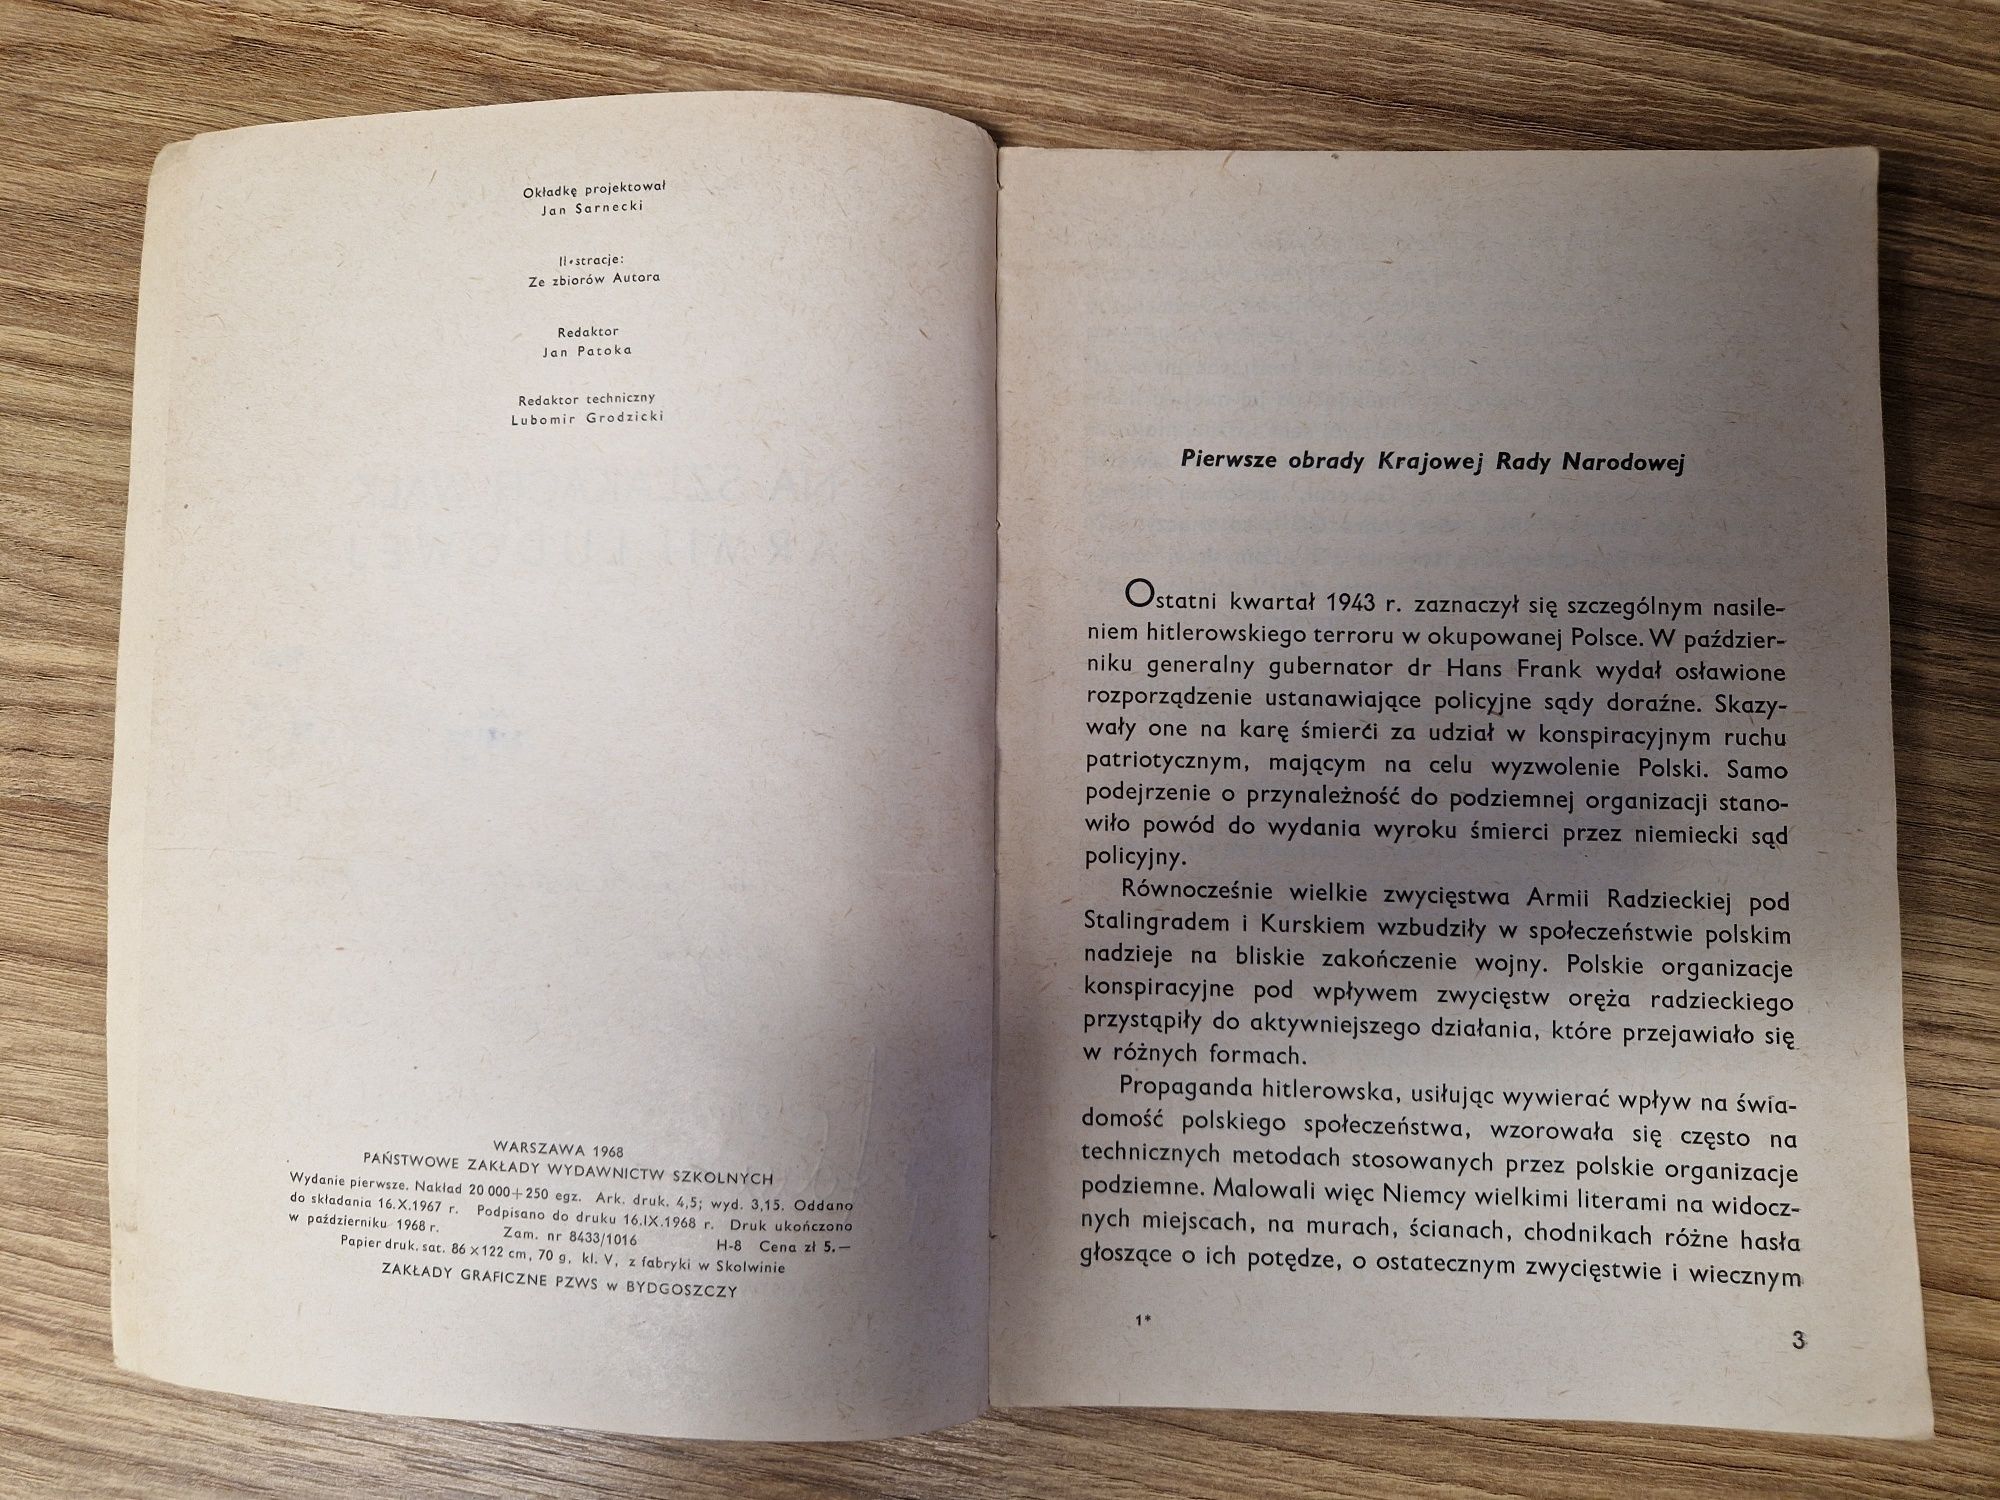 Okładkę projektował
Jan Sarnecki
Il•stracje:
Ze zbiorów Autora
Redaktor
Jan Patoka
Redaktor techniczny
Lubomir Grodzicki
WARSZAWA 1968
PAŃSTWOWE ZAKŁADY WYDAWNICTW SZKOLNYCH
Wydanie pierwsze. Nakład 20 000+250 egz. Ark. druk. 4,5; wyd. 3,15. Oddano
do składania 16.X.1967 r. Podpisano do druku 16.IX.1968 r. Druk ukończono
w październiku 1968 r. Zam. nr 8433/1016 H-8 Cena zł 5.—
Papier druk. sat. 86×122 cm, 70 g, kl. V, z fabryki w Skolwinie
ZAKŁADY GRAFICZNE PZWS w BYDGOSZCZY
Pierwsze obrady Krajowej Rady Narodowej
Ostatni kwartał 1943 r. zaznaczył się szczególnym nasile-
niem hitlerowskiego terroru w okupowanej Polsce. W paździer-
niku generalny gubernator dr Hans Frank wydał osławione
rozporządzenie ustanawiające policyjne sądy doraźne. Skazy-
wały one na karę śmierći za udział w konspiracyjnym ruchu
patriotycznym, mającym na celu wyzwolenie Polski. Samo
podejrzenie o przynależność do podziemnej organizacji stano-
wiło powód do wydania wyroku śmierci przez niemiecki sąd
policyjny.
Równocześnie wielkie zwycięstwa Armii Radzieckiej pod
Stalingradem i Kurskiem wzbudziły w społeczeństwie polskim
nadzieje na bliskie zakończenie wojny. Polskie organizacje
konspiracyjne pod wpływem zwycięstw oręża radzieckiego
przystąpiły do aktywniejszego działania, które przejawiało się
w różnych formach.
Propaganda hitlerowska, usiłując wywierać wpływ na świa-
domość polskiego społeczeństwa, wzorowała się często na
technicznych metodach stosowanych przez polskie organizacje
podziemne. Malowali więc Niemcy wielkimi literami na widocz-
nych miejscach, na murach, ścianach, chodnikach różne hasła
głoszące o ich potędze, o ostatecznym zwycięstwie i wiecznym
1*
3